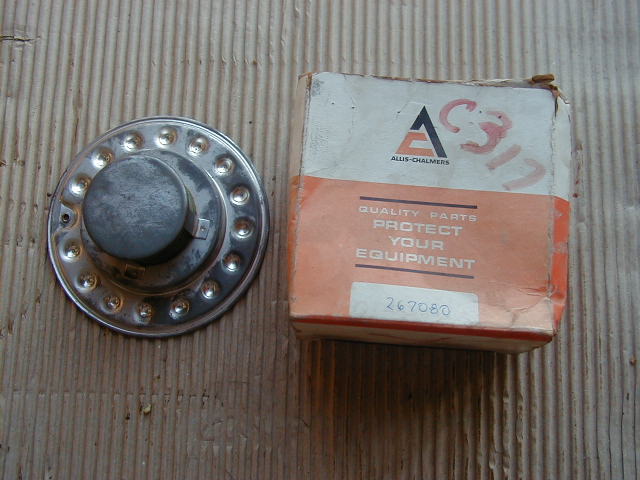 C317
ALLIS-CHALMERS
QUALITY PARTS
PROTECT
YOUR
EQUIPMENT
267080